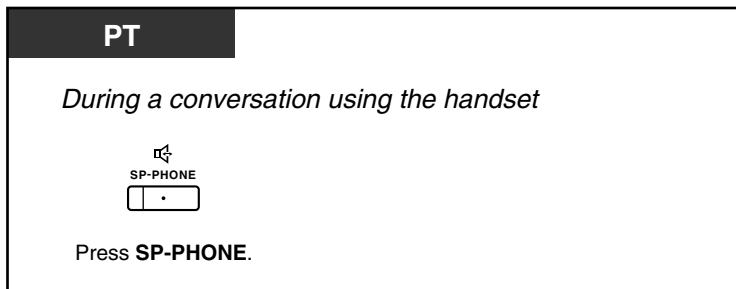 PT
During a conversation using the handset
SP-PHONE
Press SP-PHONE.